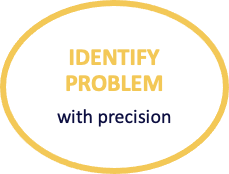 IDENTIFY
PROBLEM
with precision